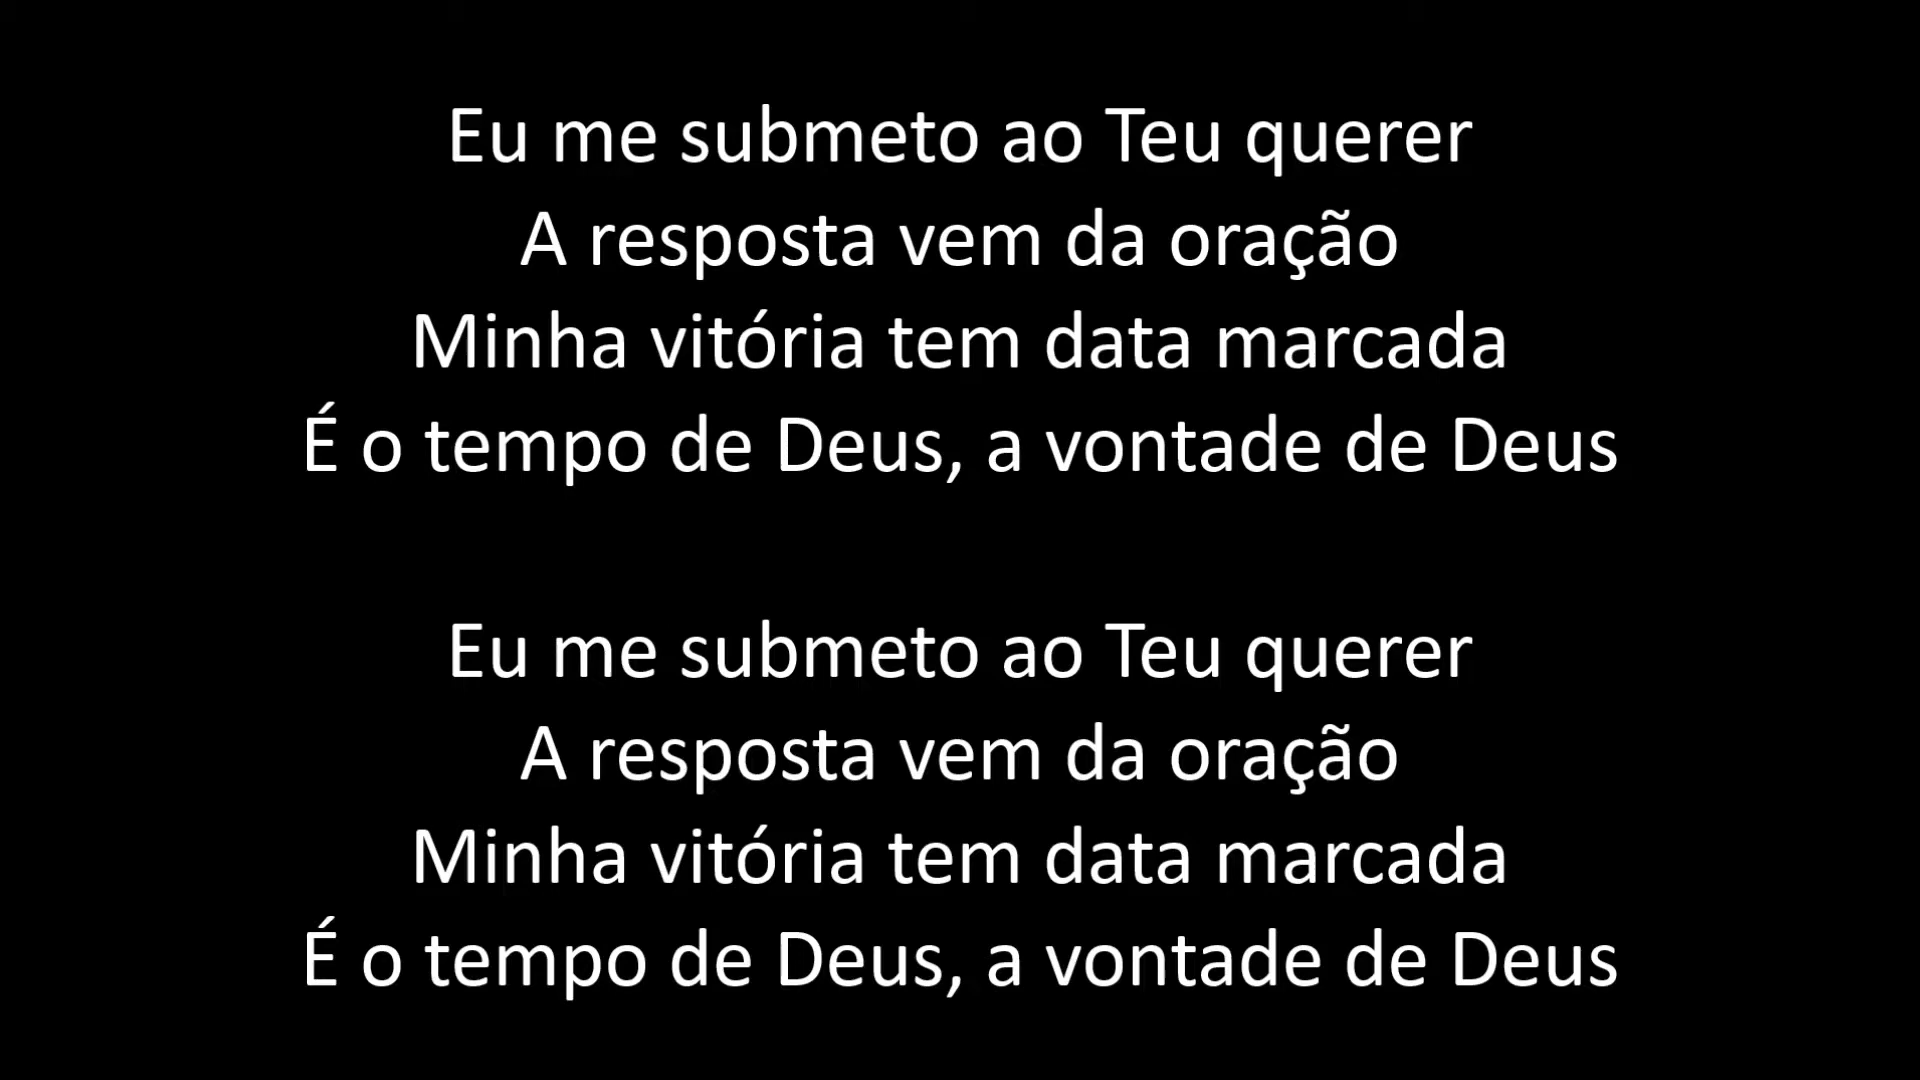 Eu me submeto ao Teu querer
A resposta vem da oração
Minha vitória tem data marcada
É o tempo de Deus, a vontade de Deus
Eu me submeto ao Teu querer
A resposta vem da oração
Minha vitória tem data marcada
É o tempo de Deus, a vontade de Deus